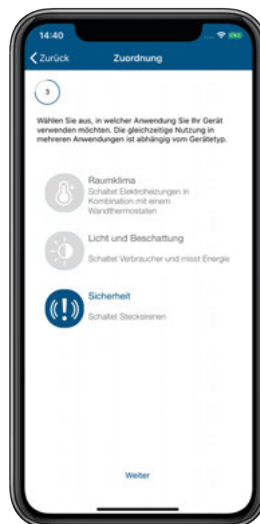 14:40
Zurück
Zuordnung
3
Wählen Sie aus, in welcher Anwendung Sie Ihr Gerät
verwenden möchten. Die gleichzeitige Nutzung in
mehreren Anwendungen ist abhängig vom Gerätetyp.
Raumklima
Schaltet Elektroheizungen in
Kombination mit einem
Wandthermostaten
Licht und Beschattung
Schaltet Verbraucher und misst Energie
Sicherheit
Schaltet Stecksirenen
Weiter